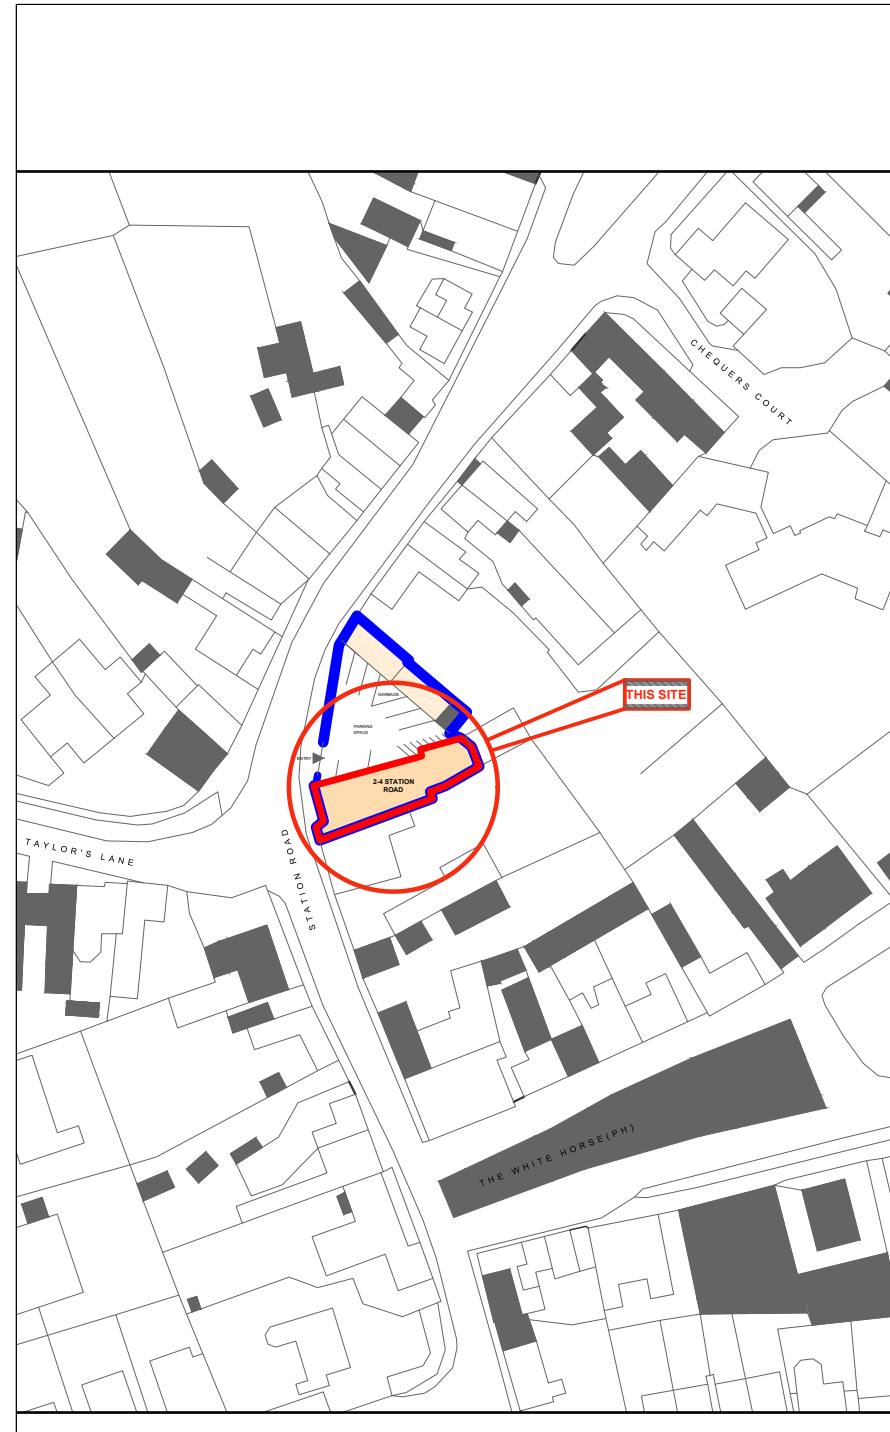 CHEQUERS COURT
THIS SITE
GARBAGE
PARKING
SPACE
ENTRY
2-4 STATION
ROAD
STATION ROAD
TAYLOR'S LANE
THE WHITE HORSE(PH)